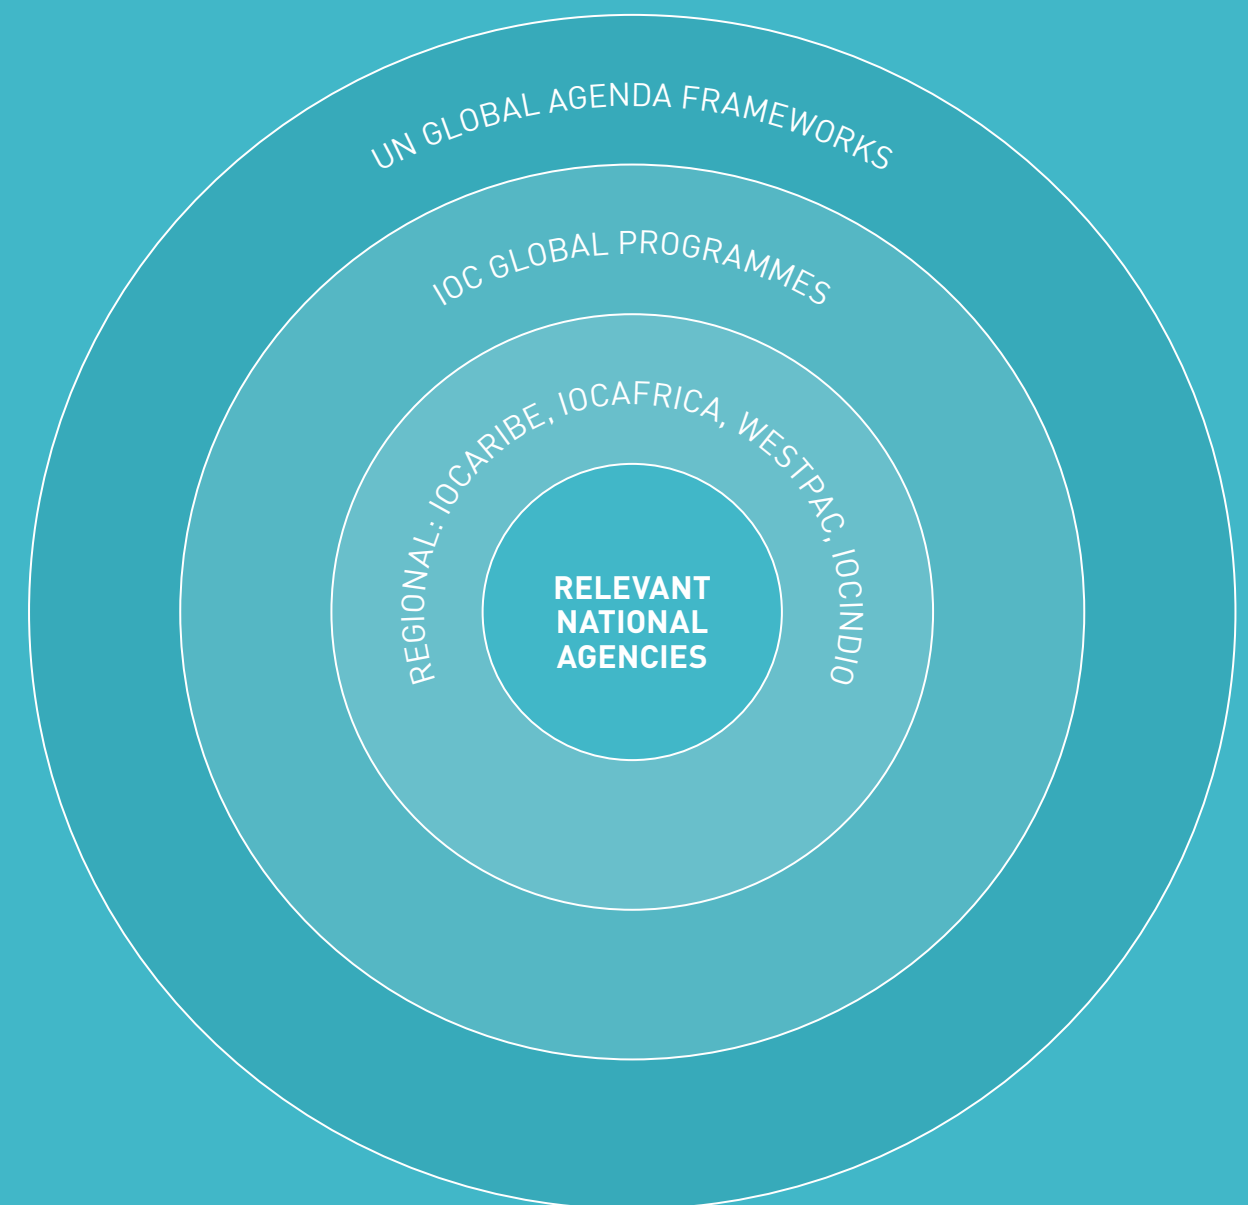 UN GLOBAL AGENDA FRAMEWORKS
IOC GLOBAL PROGRAMMES
REGIONAL: IOCARIBE, IOCAFRICA, WESTPAC, IOCINDIO
RELEVANT
NATIONAL
AGENCIES